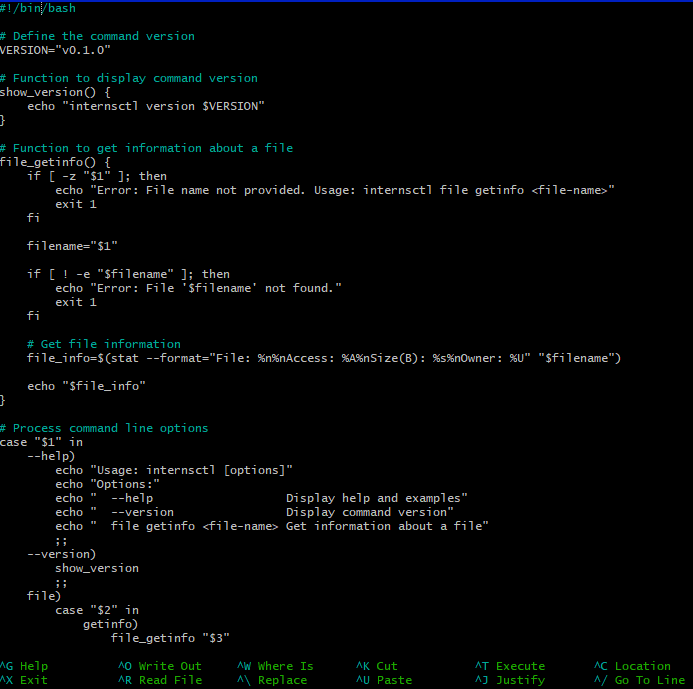 #!/bin/bash
# Define the command version
VERSION="v0.1.0"
# Function to display command version
show_version() {
    echo "internsctl version $VERSION"
}
# Function to get information about a file
file_getinfo() {
    if [ -z "$1" ]; then
        echo "Error: File name not provided. Usage: internsctl file getinfo <file-name>"
        exit 1
    fi
    filename="$1"
    if [ ! -e "$filename" ]; then
        echo "Error: File '$filename' not found."
        exit 1
    fi
    # Get file information
    file_info=$(stat --format="File: %n%nAccess: %A%nSize(B): %s%nOwner: %U" "$filename")
    echo "$file_info"
}
# Process command line options
case "$1" in
    --help)
        echo "Usage: internsctl [options]"
        echo "Options:"
        echo "  --help                   Display help and examples"
        echo "  --version                Display command version"
        echo "  file getinfo <file-name> Get information about a file"
        ;;
    --version)
        show_version
        ;;
    file)
        case "$2" in
            getinfo)
                file_getinfo "$3"
^G Help ^O Write Out ^W Where Is ^K Cut ^T Execute ^C Location
^X Exit ^R Read File ^\ Replace ^U Paste ^J Justify ^/ Go To Line